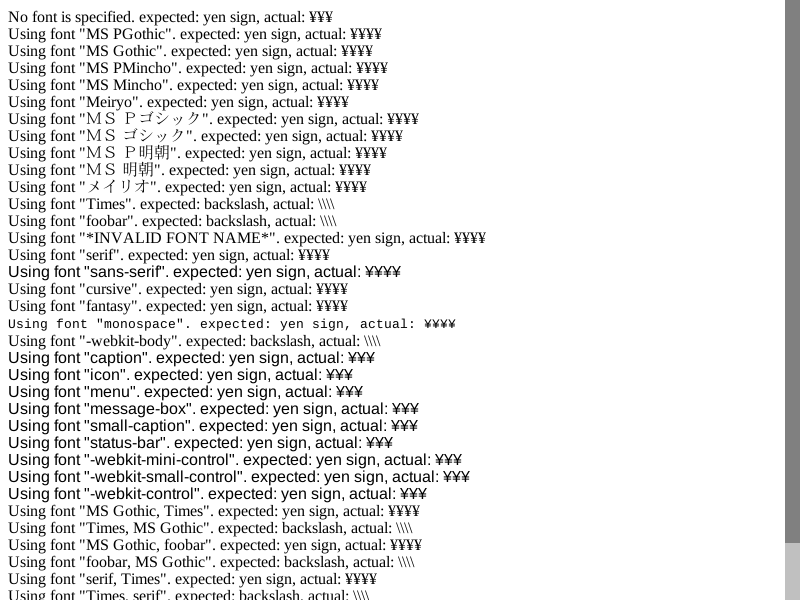 No font is specified. expected: yen sign, actual: ¥¥¥
Using font "MS PGothic". expected: yen sign, actual: ¥¥¥¥
Using font "MS Gothic". expected: yen sign, actual: ¥¥¥¥
Using font "MS PMincho". expected: yen sign, actual: ¥¥¥¥
Using font "MS Mincho". expected: yen sign, actual: ¥¥¥¥
Using font "Meiryo". expected: yen sign, actual: ¥¥¥¥
Using font "ＭＳ Ｐゴシック". expected: yen sign, actual: ¥¥¥¥
Using font "ＭＳ ゴシック". expected: yen sign, actual: ¥¥¥¥
Using font "ＭＳ Ｐ明朝". expected: yen sign, actual: ¥¥¥¥
Using font "ＭＳ 明朝". expected: yen sign, actual: ¥¥¥¥
Using font "メイリオ". expected: yen sign, actual: ¥¥¥¥
Using font "Times". expected: backslash, actual: \\\\
Using font "foobar". expected: backslash, actual: \\\\
Using font "*INVALID FONT NAME*". expected: yen sign, actual: ¥¥¥¥
Using font "serif". expected: yen sign, actual: ¥¥¥¥
Using font "sans-serif". expected: yen sign, actual: ¥¥¥¥
Using font "cursive". expected: yen sign, actual: ¥¥¥¥
Using font "fantasy". expected: yen sign, actual: ¥¥¥¥
Using font "monospace". expected: yen sign, actual: ¥¥¥¥
Using font "-webkit-body". expected: backslash, actual: \\\\
Using font "caption". expected: yen sign, actual: ¥¥¥
Using font "icon". expected: yen sign, actual: ¥¥¥
Using font "menu". expected: yen sign, actual: ¥¥¥
Using font "message-box". expected: yen sign, actual: ¥¥¥
Using font "small-caption". expected: yen sign, actual: ¥¥¥
Using font "status-bar". expected: yen sign, actual: ¥¥¥
Using font "-webkit-mini-control". expected: yen sign, actual: ¥¥¥
Using font "-webkit-small-control". expected: yen sign, actual: ¥¥¥
Using font "-webkit-control". expected: yen sign, actual: ¥¥¥
Using font "MS Gothic, Times". expected: yen sign, actual: ¥¥¥¥
Using font "Times, MS Gothic". expected: backslash, actual: \\\\
Using font "MS Gothic, foobar". expected: yen sign, actual: ¥¥¥¥
Using font "foobar, MS Gothic". expected: backslash, actual: \\\\
Using font "serif, Times". expected: yen sign, actual: ¥¥¥¥
Using font "Times, serif". expected: backslash, actual: \\\\